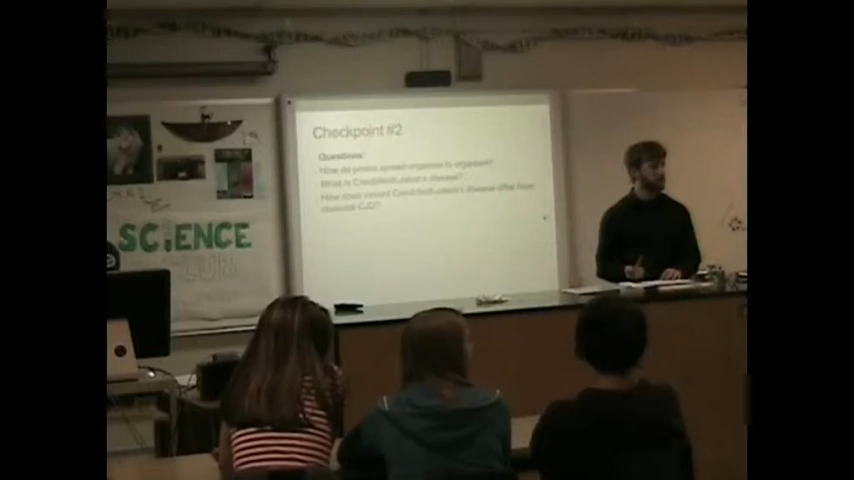 Checkpoint #2
Questions:
How do prions spread organism to organism?
What is Creutzfeldt-Jakob's disease?
How does variant Creutzfeldt-Jakob's disease differ from
classical CJD?
SCIENCE